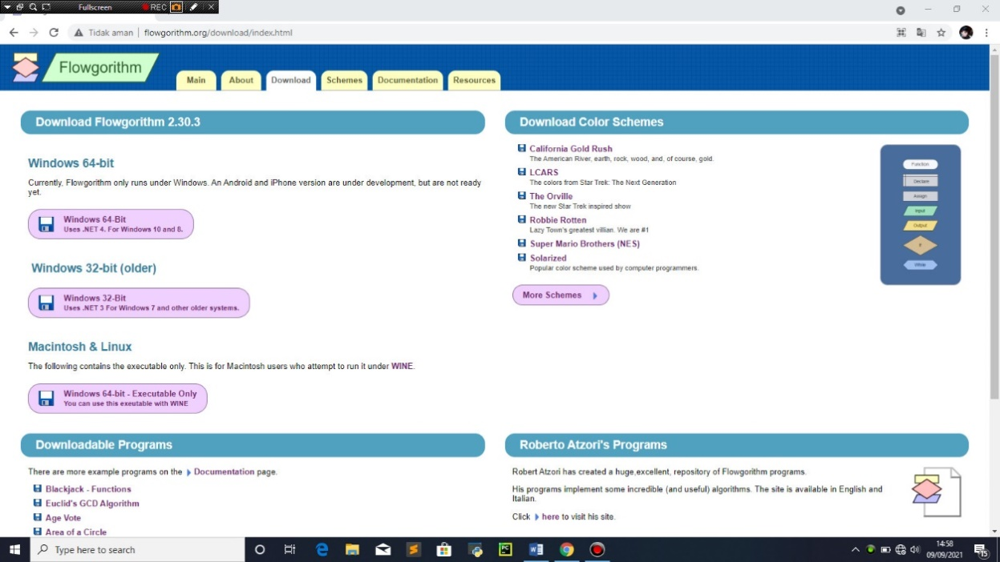 Fullscreen
REC
Tidak aman
flowgorithm.org/download/index.html
Flowgorithm
Main
About
Download
Schemes
Documentation
Resources
Download Flowgorithm 2.30.3
Windows 64-bit
Currently, Flowgorithm only runs under Windows. An Android and iPhone version are under development, but are not ready
yet.
Windows 64-Bit
Uses .NET 4. For Windows 10 and 8.
Windows 32-bit (older)
Windows 32-Bit
Uses .NET 3 For Windows 7 and other older systems.
Macintosh & Linux
The following contains the executable only. This is for Macintosh users who attempt to run it under WINE.
Windows 64-bit - Executable Only
You can use this exeutable with WINE
Download Color Schemes
California Gold Rush
The American River, earth, rock, wood, and, of course, gold.
LCARS
The colors from Star Trek: The Next Generation
The Orville
The new Star Trek inspired show
Robbie Rotten
Lazy Town's greatest villian. We are #1
Super Mario Brothers (NES)
Solarized
Popular color scheme used by computer programmers.
More Schemes
Function
Declare
Assign
Input
Output
If
While
Downloadable Programs
There are more example programs on the Documentation page.
Blackjack - Functions
Euclid's GCD Algorithm
Age Vote
Area of a Circle
Roberto Atzori's Programs
Robert Atzori has created a huge,excellent, repository of Flowgorithm programs.
His programs implement some incredible (and useful) algorithms. The site is available in English and
Italian.
Click here to visit his site.
Type here to search
14:58
09/09/2021
15